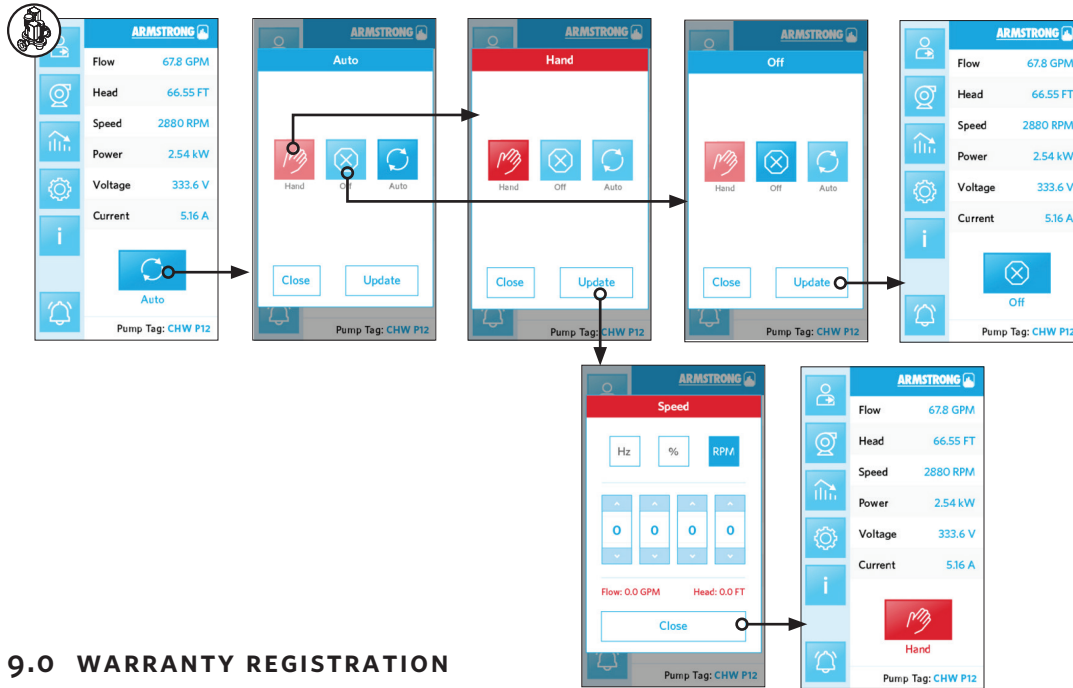 ARMSTRONG
Flow 67.8 GPM
Head 66.55 FT
Speed 2880 RPM
Power 2.54 kW
Voltage 333.6 V
Current 5.16 A
i
Auto
Pump Tag: CHW P12
ARMSTRONG
Auto
Hand Off Auto
Close Update
Pump Tag: CHW P12
ARMSTRONG
Hand
Hand Off Auto
Close Update
Pump Tag: CHW P12
ARMSTRONG
Off
Hand Off Auto
Close Update
Pump Tag: CHW P12
ARMSTRONG
Flow 67.8 GPM
Head 66.55 FT
Speed 2880 RPM
Power 2.54 kW
Voltage 333.6 V
Current 5.16 A
i
Off
Pump Tag: CHW P12
ARMSTRONG
Speed
Hz % RPM
0 0 0 0
Flow: 0.0 GPM Head: 0.0 FT
Close
Pump Tag: CHW P12
ARMSTRONG
Flow 67.8 GPM
Head 66.55 FT
Speed 2880 RPM
Power 2.54 kW
Voltage 333.6 V
Current 5.16 A
i
Hand
Pump Tag: CHW P12
9.0 WARRANTY REGISTRATION